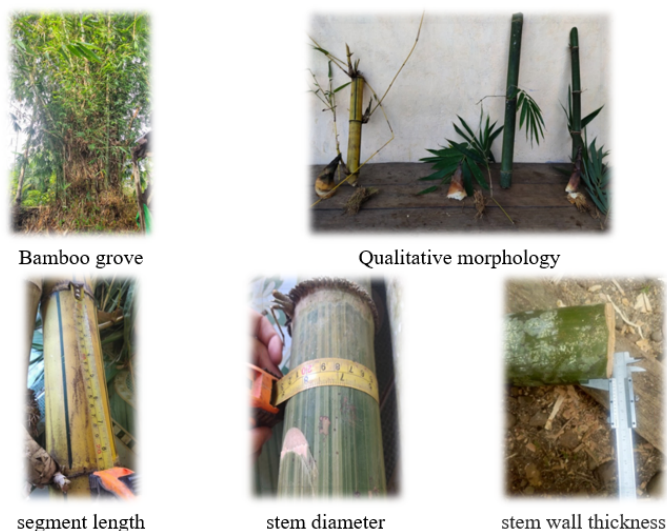 Bamboo grove
Qualitative morphology
segment length
stem diameter
stem wall thickness